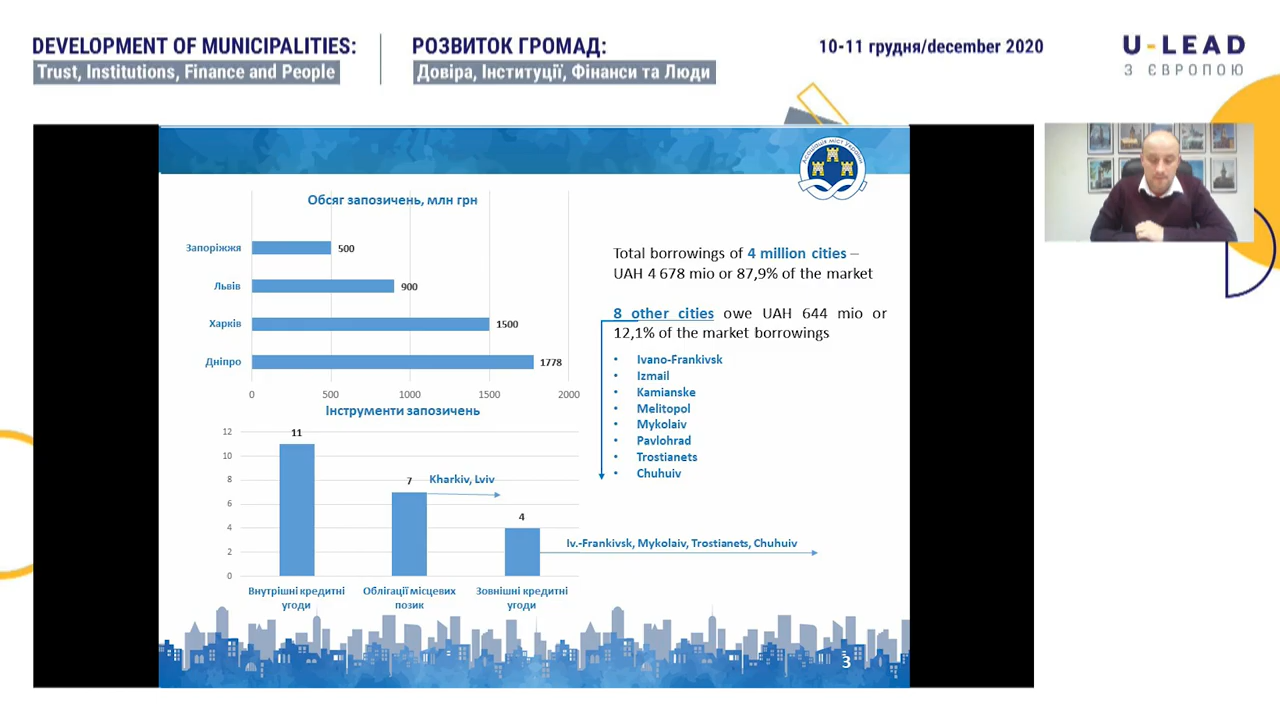 DEVELOPMENT OF MUNICIPALITIES:
Trust, Institutions, Finance and People
РОЗВИТОК ГРОМАД:
Довіра, Інституції, Фінанси та Люди
10-11 грудня/december 2020
U-LEAD
З ЄВРОПОЮ
Асоціація міст України
Обсяг запозичень, млн грн
Запоріжжя 500
Львів 900
Харків 1500
Дніпро 1778
0 500 1000 1500 2000
Інструменти запозичень
12
10
8
6
4
2
0
11
7
4
Kharkiv, Lviv
Iv.-Frankivsk, Mykolaiv, Trostianets, Chuhuiv
Внутрішні кредитні
угоди
Облігації місцевих
позик
Зовнішні кредитні
угоди
Total borrowings of 4 million cities –
UAH 4 678 mio or 87,9% of the market
8 other cities owe UAH 644 mio or
12,1% of the market borrowings
• Ivano-Frankivsk
• Izmail
• Kamianske
• Melitopol
• Mykolaiv
• Pavlohrad
• Trostianets
• Chuhuiv
3